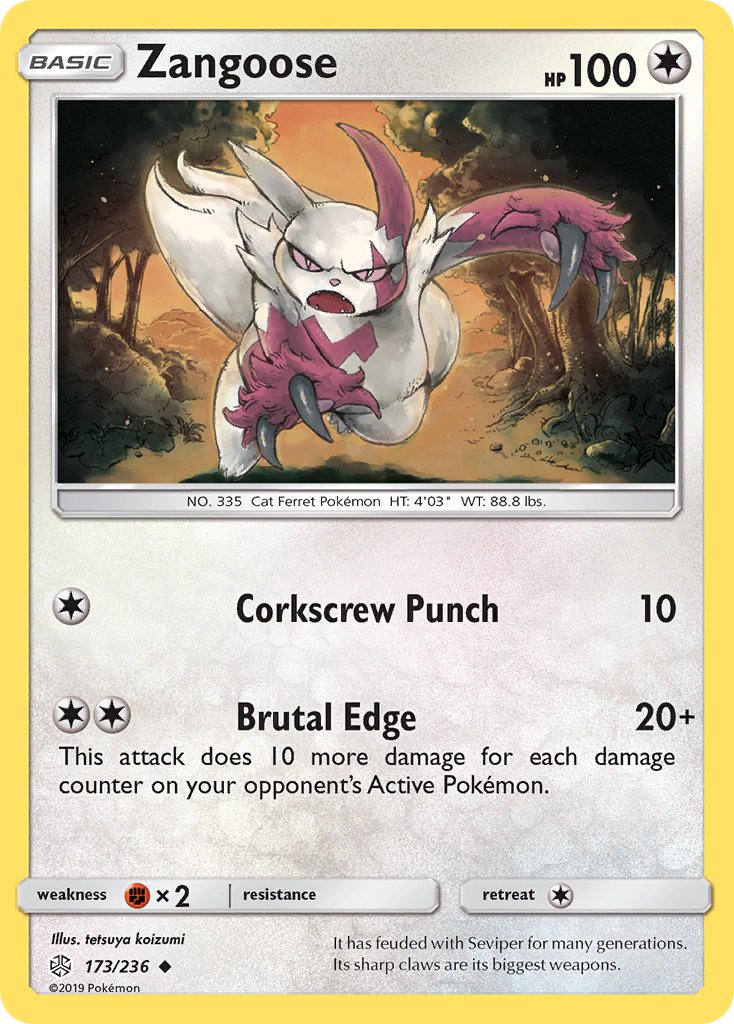 BASIC Zangoose HP 100
NO. 335 Cat Ferret Pokémon HT: 4'03" WT: 88.8 lbs.
Corkscrew Punch 10
Brutal Edge 20+
This attack does 10 more damage for each damage
counter on your opponent's Active Pokémon.
weakness ×2 resistance retreat
Illus. tetsuya koizumi
173/236
©2019 Pokémon
It has feuded with Seviper for many generations.
Its sharp claws are its biggest weapons.